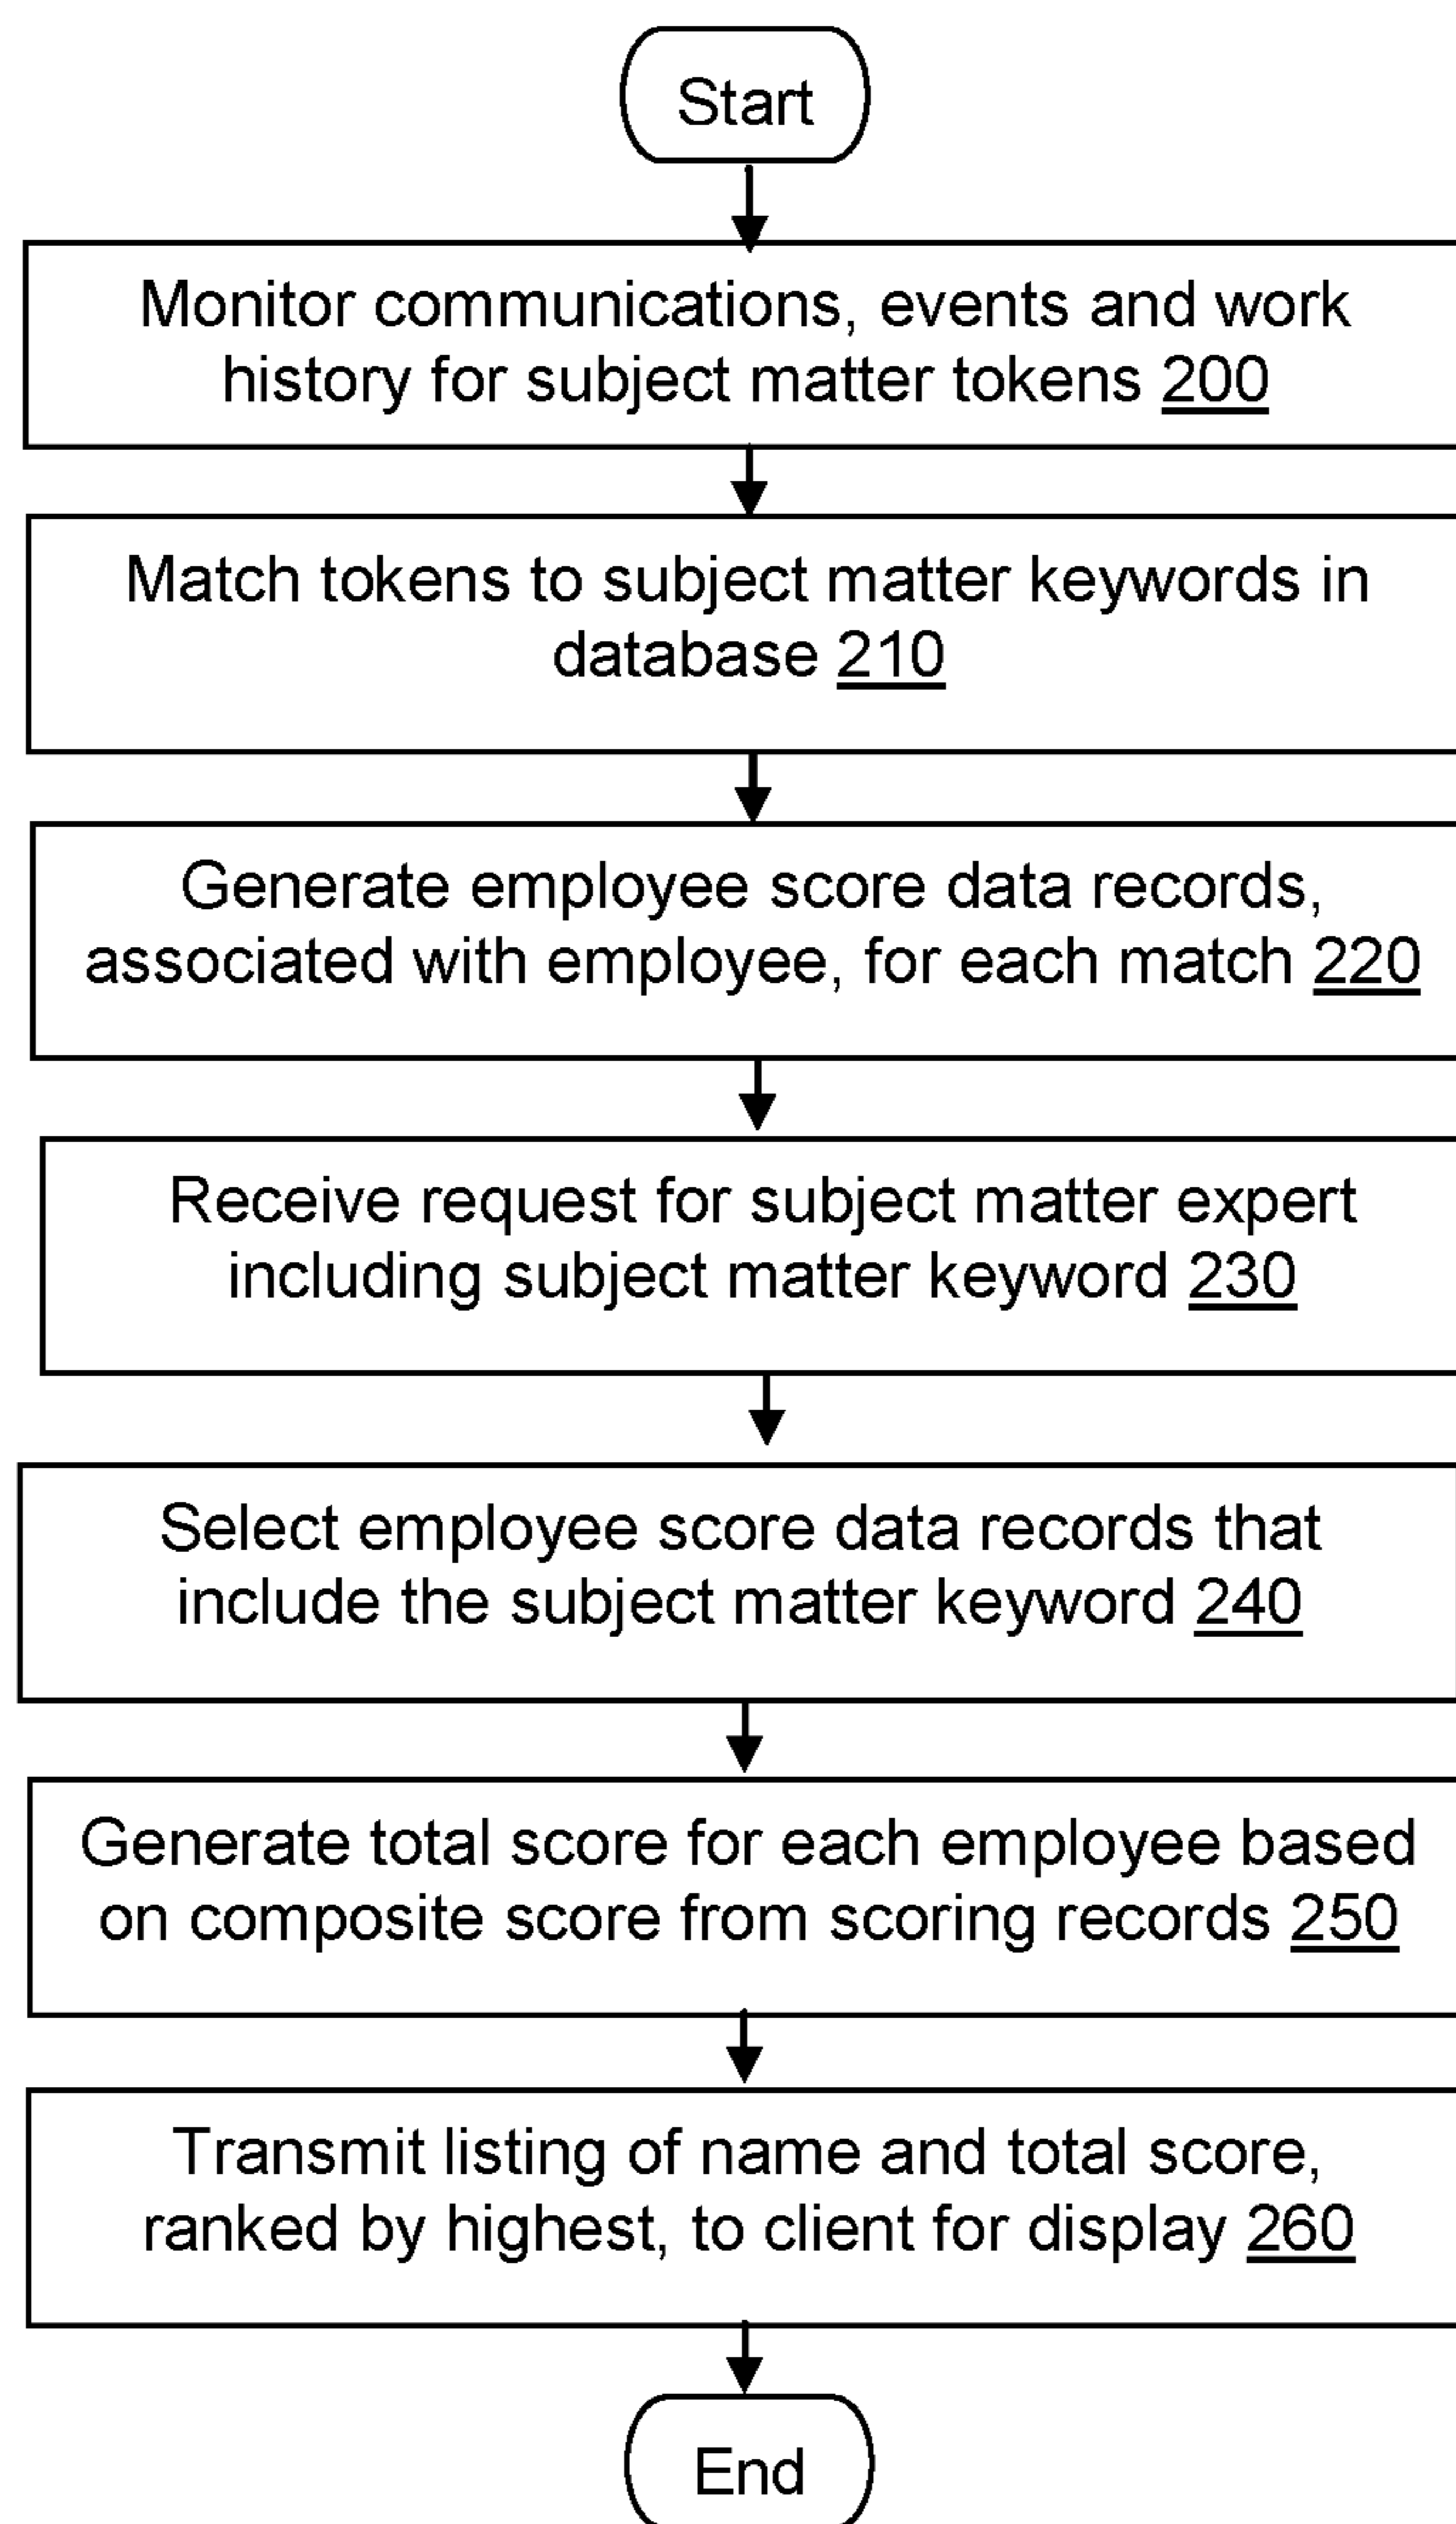 Start
Monitor communications, events and work
history for subject matter tokens 200
Match tokens to subject matter keywords in
database 210
Generate employee score data records,
associated with employee, for each match 220
Receive request for subject matter expert
including subject matter keyword 230
Select employee score data records that
include the subject matter keyword 240
Generate total score for each employee based
on composite score from scoring records 250
Transmit listing of name and total score,
ranked by highest, to client for display 260
End